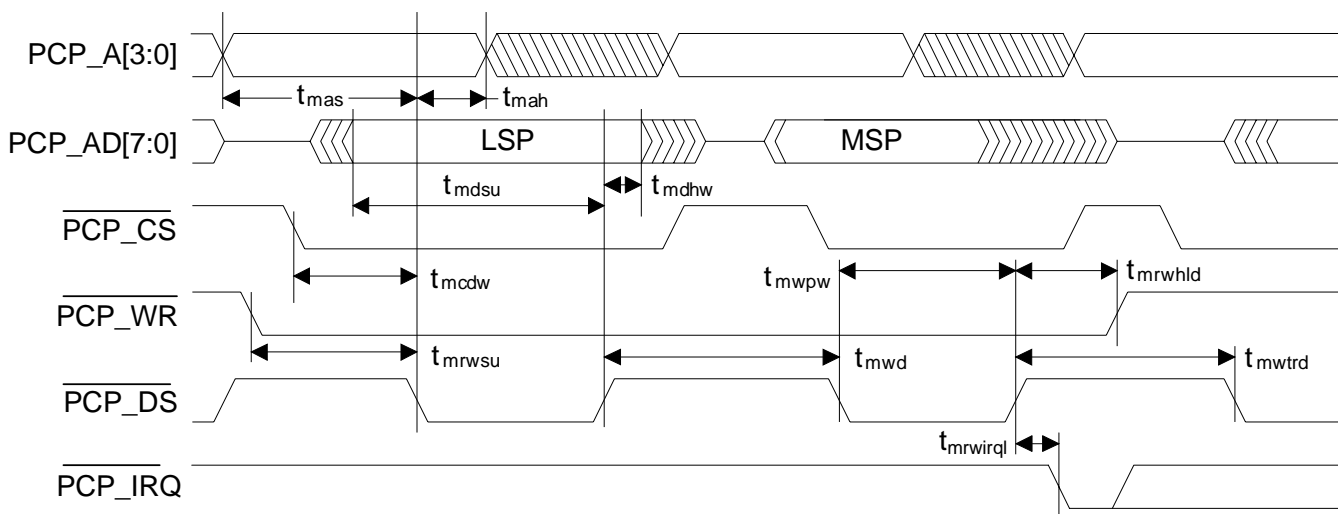 PCP_A[3:0]
t_mas
t_mah
PCP_AD[7:0]
LSP
MSP
t_mdsu
t_mdhw
PCP_CS
t_mcdw
t_mwpw
t_mrwhld
PCP_WR
t_mrwsu
t_mwd
t_mwtrd
PCP_DS
t_mrwirql
PCP_IRQ